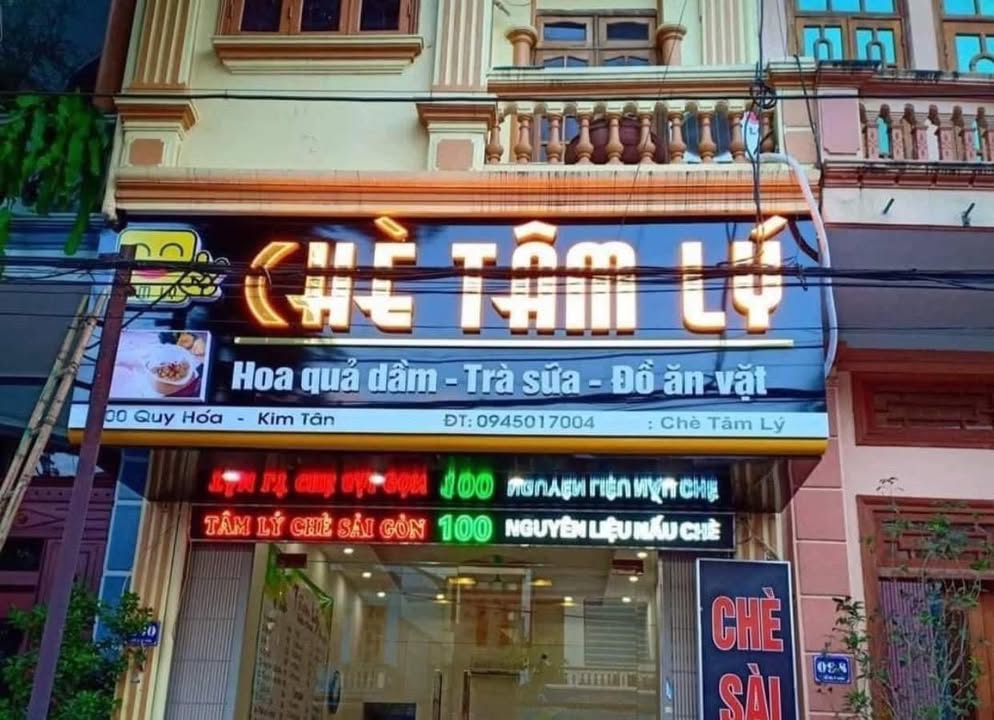 CHÈ TÂM LÝ
Hoa quả dầm - Trà sữa - Đồ ăn vặt
00 Quy Hóa - Kim Tân ĐT: 0945017004 : Chè Tâm Lý
TÂM LÝ CHÈ SÀI GÒN 100 NGUYÊN LIỆU NẤU CHÈ
CHÈ
SÀI